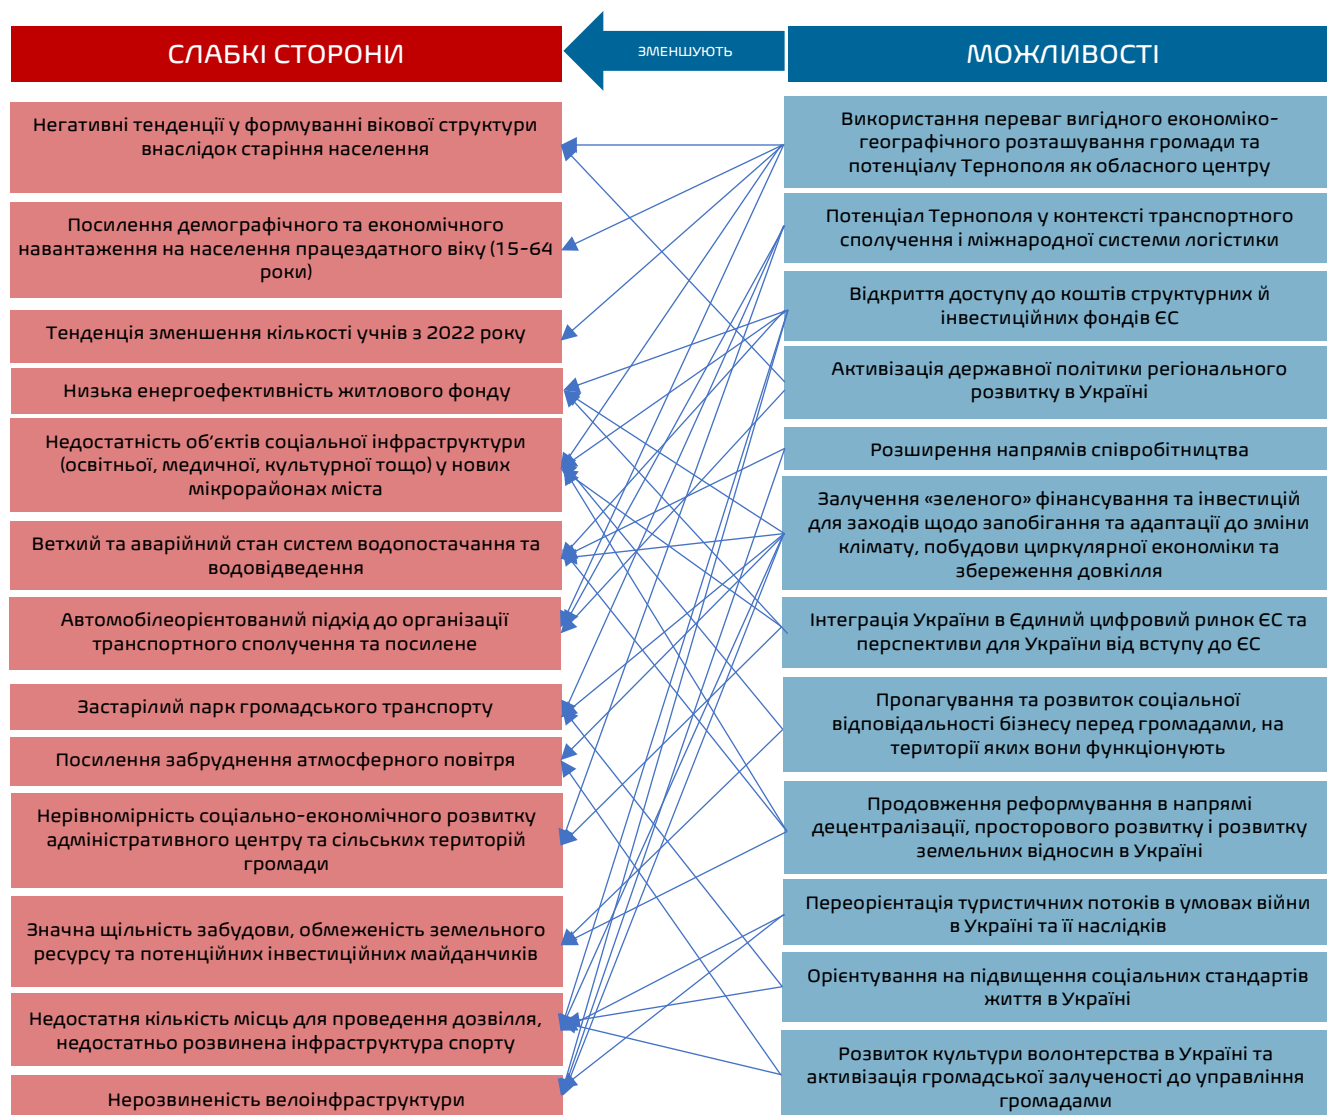 СЛАБКІ СТОРОНИ
ЗМЕНШУЮТЬ
МОЖЛИВОСТІ
Негативні тенденції у формуванні вікової структури
внаслідок старіння населення
Посилення демографічного та економічного
навантаження на населення працездатного віку (15-64
роки)
Тенденція зменшення кількості учнів з 2022 року
Низька енергоефективність житлового фонду
Недостатність об’єктів соціальної інфраструктури
(освітньої, медичної, культурної тощо) у нових
мікрорайонах міста
Ветхий та аварійний стан систем водопостачання та
водовідведення
Автомобілеорієнтований підхід до організації
транспортного сполучення та посилене
Застарілий парк громадського транспорту
Посилення забруднення атмосферного повітря
Нерівномірність соціально-економічного розвитку
адміністративного центру та сільських територій
громади
Значна щільність забудови, обмеженість земельного
ресурсу та потенційних інвестиційних майданчиків
Недостатня кількість місць для проведення дозвілля,
недостатньо розвинена інфраструктура спорту
Нерозвиненість велоінфраструктури
Використання переваг вигідного економіко-
географічного розташування громади та
потенціалу Тернополя як обласного центру
Потенціал Тернополя у контексті транспортного
сполучення і міжнародної системи логістики
Відкриття доступу до коштів структурних й
інвестиційних фондів ЄС
Активізація державної політики регіонального
розвитку в Україні
Розширення напрямів співробітництва
Залучення «зеленого» фінансування та інвестицій
для заходів щодо запобігання та адаптації до зміни
клімату, побудови циркулярної економіки та
збереження довкілля
Інтеграція України в Єдиний цифровий ринок ЄС та
перспективи для України від вступу до ЄС
Пропагування та розвиток соціальної
відповідальності бізнесу перед громадами, на
території яких вони функціонують
Продовження реформування в напрямі
децентралізації, просторового розвитку і розвитку
земельних відносин в Україні
Переорієнтація туристичних потоків в умовах війни
в Україні та її наслідків
Орієнтування на підвищення соціальних стандартів
життя в Україні
Розвиток культури волонтерства в Україні та
активізація громадської залученості до управління
громадами